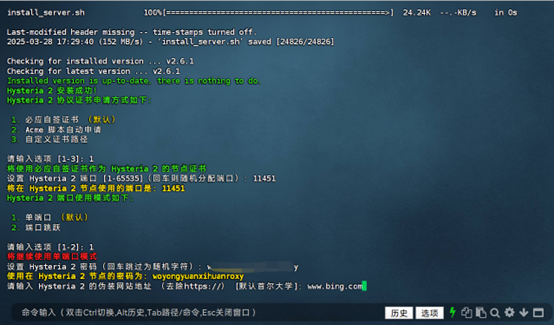 install_server.sh 100%[================================================>] 24.24K --.-KB/s in 0s
Last-modified header missing -- time-stamps turned off.
2025-03-28 17:29:40 (152 MB/s) - 'install_server.sh' saved [24826/24826]
Checking for installed version ... v2.6.1
Checking for latest version ... v2.6.1
Installed version is up-to-date, there is nothing to do.
Hysteria 2 安装成功!
Hysteria 2 协议证书申请方式如下:
1 必应自签证书 (默认)
2 Acme 脚本自动申请
3 自定义证书路径
请输入选项 [1-3]: 1
将使用必应自签证书作为 Hysteria 2 的节点证书
设置 Hysteria 2 端口 [1-65535] (回车则随机分配端口): 11451
将在 Hysteria 2 节点使用的端口是: 11451
Hysteria 2 端口使用模式如下:
1 单端口 (默认)
2 端口跳跃
请输入选项 [1-2]: 1
将继续使用单端口模式
设置 Hysteria 2 密码 (回车跳过为随机字符): w y
使用在 Hysteria 2 节点的密码为: woyongyuanxihuanroxy
请输入 Hysteria 2 的伪装网站地址 (去除https://) [默认首尔大学]: www.bing.com
命令输入 (双击Ctrl切换,Alt历史,Tab路径/命令,Esc关闭窗口)
历史 选项